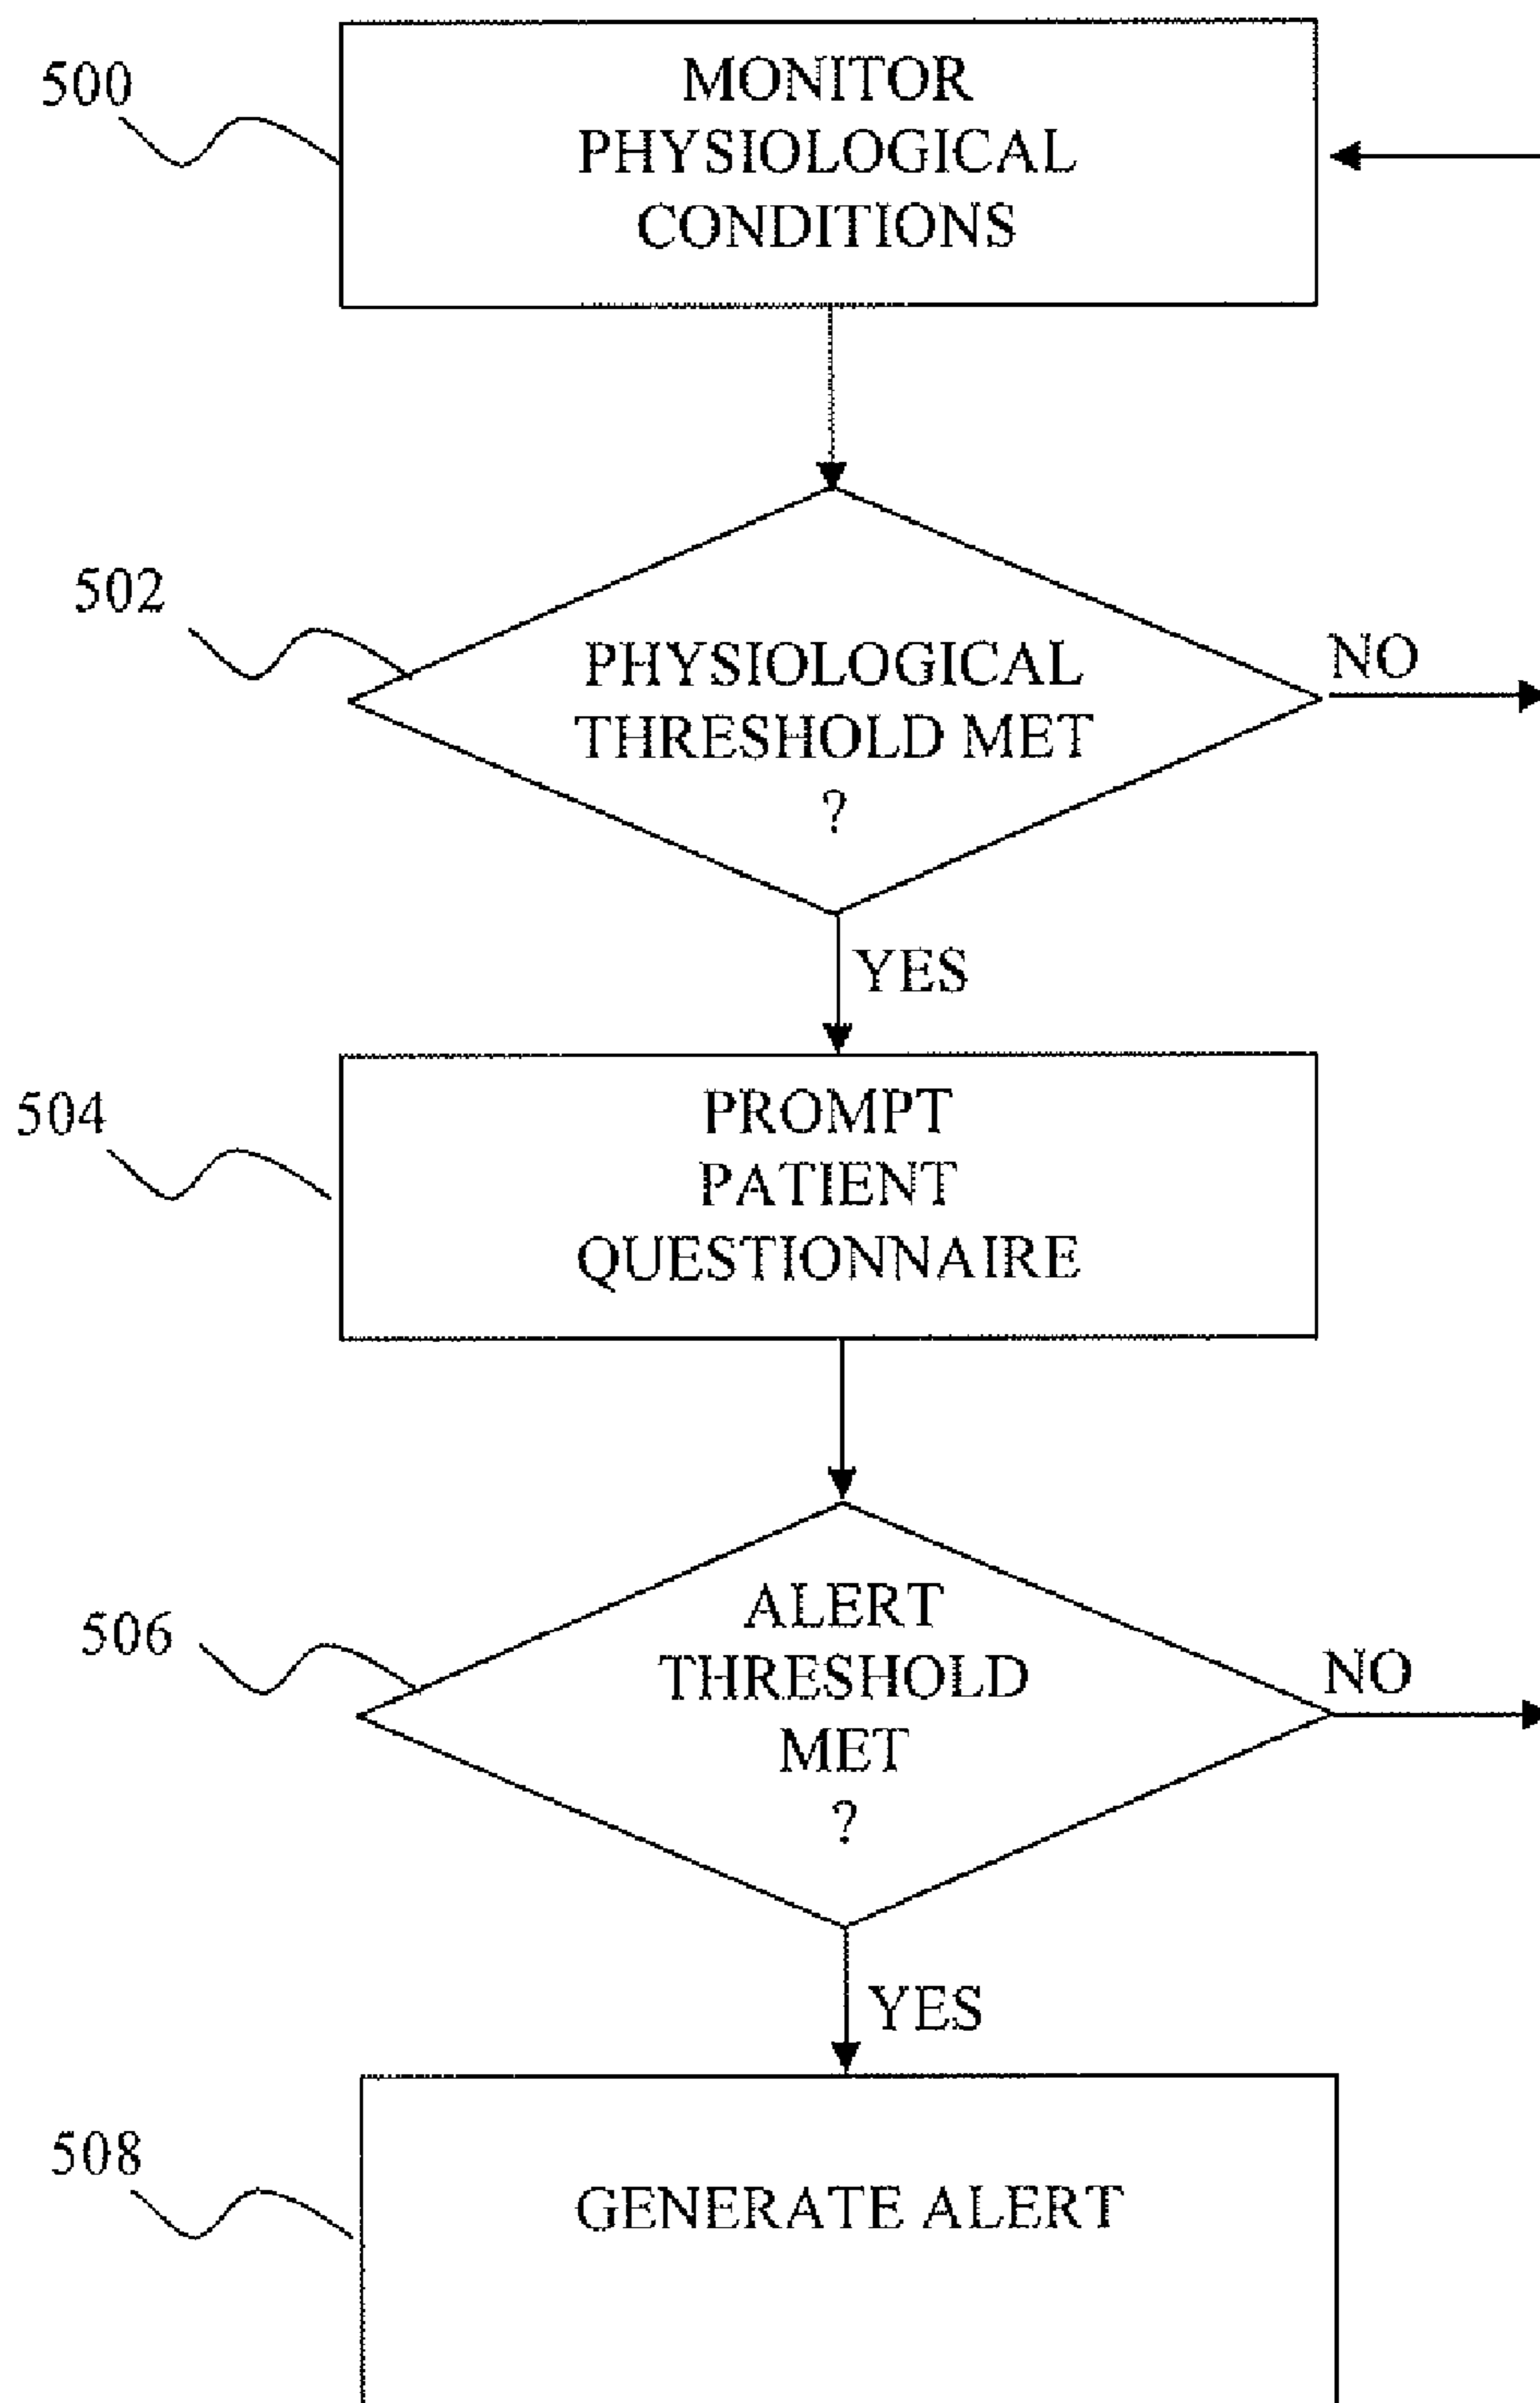 500
MONITOR
PHYSIOLOGICAL
CONDITIONS
502
PHYSIOLOGICAL
THRESHOLD MET
?
NO
YES
504
PROMPT
PATIENT
QUESTIONNAIRE
506
ALERT
THRESHOLD
MET
?
NO
YES
508
GENERATE ALERT